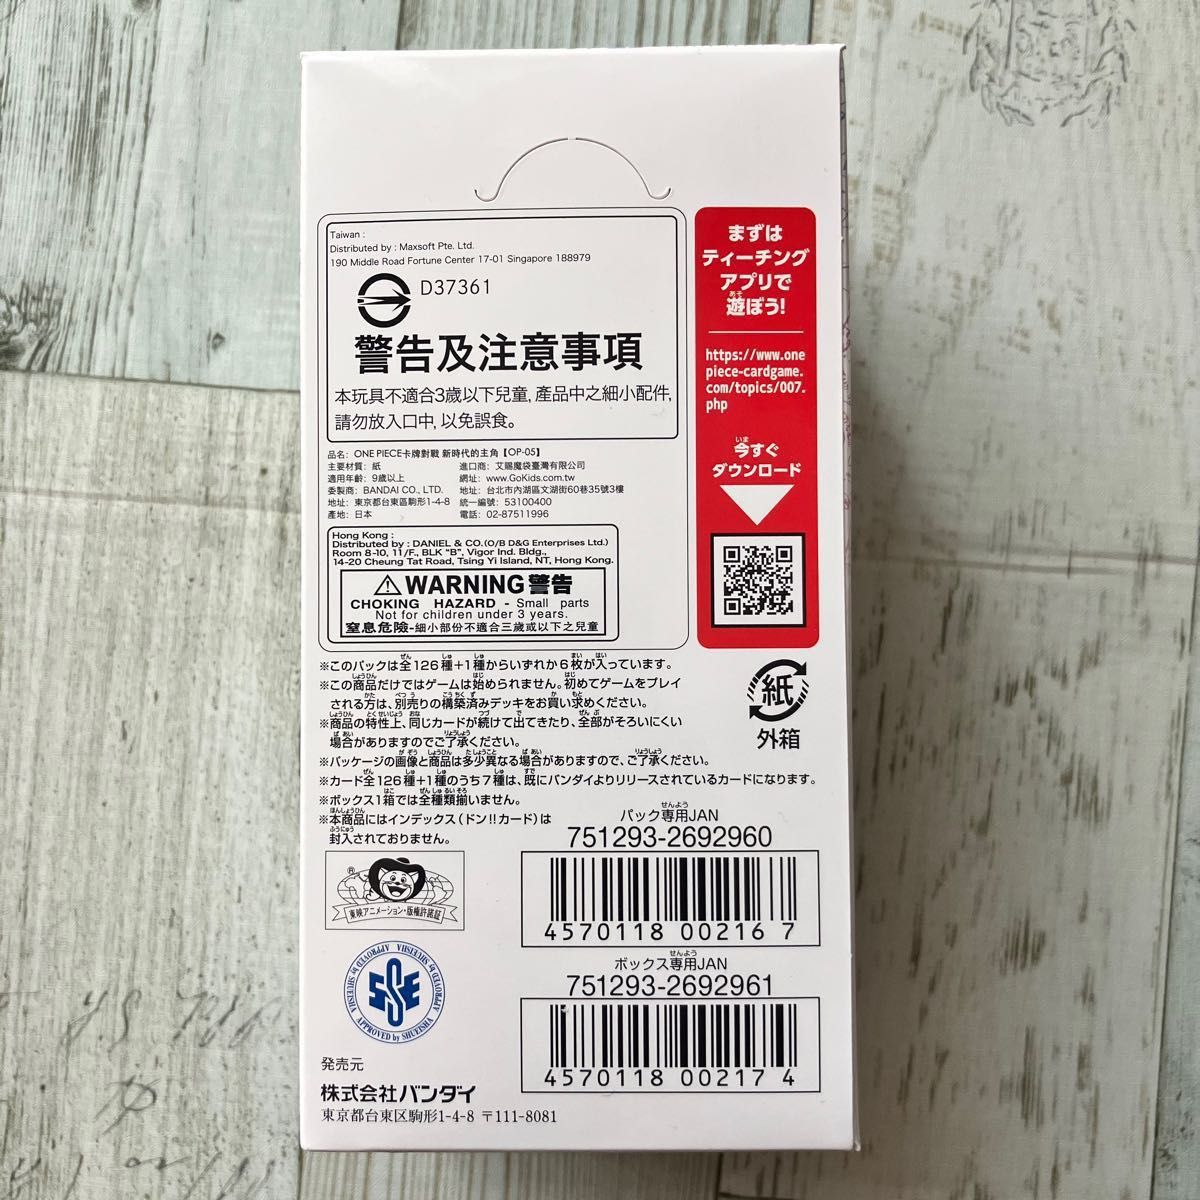 Taiwan :
Distributed by : Maxsoft Pte. Ltd.
190 Middle Road Fortune Center 17-01 Singapore 188979
D37361
警告及注意事項
本玩具不適合3歲以下兒童, 產品中之細小配件,
請勿放入口中, 以免誤食。
品名: ONE PIECE卡牌對戰 新時代的主角【OP-05】
主要材質: 紙 進口商: 艾賜魔袋臺灣有限公司
適用年齡: 9歲以上 網址: www.GoKids.com.tw
委製商: BANDAI CO., LTD. 地址: 台北市內湖區文湖街60巷35號3樓
地址: 東京都台東區駒形1-4-8 統一編號: 53100400
產地: 日本 電話: 02-87511996
Hong Kong :
Distributed by : DANIEL & CO.(O/B D&G Enterprises Ltd.)
Room 8-10, 11/F., BLK “B”, Vigor Ind. Bldg.,
14-20 Cheung Tat Road, Tsing Yi Island, NT, Hong Kong.
WARNING 警告
CHOKING HAZARD - Small parts
Not for children under 3 years.
窒息危險-細小部份不適合三歲或以下之兒童
まずは
ティーチング
アプリで
遊ぼう!
https://www.one
piece-cardgame.
com/topics/007.
php
今すぐ
ダウンロード
紙
外箱
※このパックは全126種+1種からいずれか6枚が入っています。
※この商品だけではゲームは始められません。初めてゲームをプレイ
される方は、別売りの構築済みデッキをお買い求めください。
※商品の特性上、同じカードが続けて出てきたり、全部がそろいにくい
場合がありますのでご了承ください。
※パッケージの画像と商品は多少異なる場合がありますので、ご了承ください。
※カード全126種+1種のうち7種は、既にバンダイよりリリースされているカードになります。
※ボックス1箱では全種類揃いません。
※本商品にはインデックス(ドン!!カード)は
封入されておりません。
パック専用JAN
751293-2692960
4570118 00216 7
ボックス専用JAN
751293-2692961
4570118 00217 4
東映アニメーション・版権許諾証
APPROVED by SHUEISHA APPROVED by SHUEISHA APPROVED by SHUEISHA
SSE
発売元
株式会社バンダイ
東京都台東区駒形1-4-8 〒111-8081